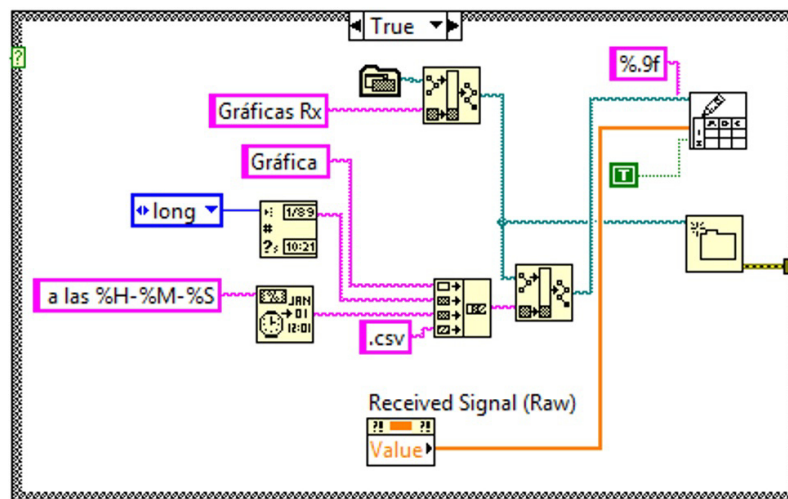 True
%.9f
Gráficas Rx
Gráfica
long
1/89
#
?s 10:21
a las %H-%M-%S
JAN
01
12:01
.csv
T
Received Signal (Raw)
?! ?!
Value
?